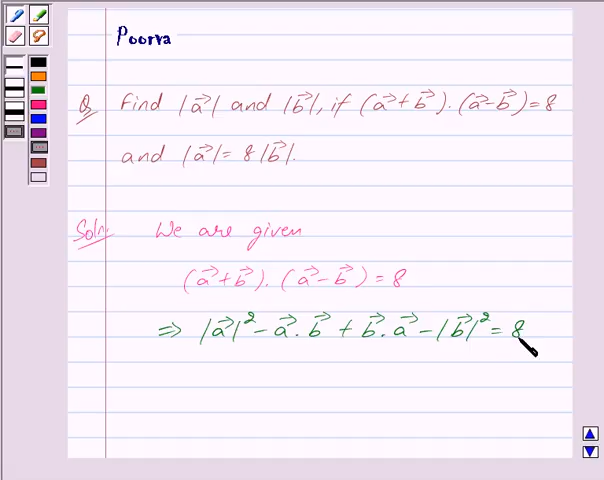 Poorva
Q Find |a⃗| and |b⃗|, if (a⃗+b⃗).(a⃗-b⃗)=8
and |a⃗|= 8|b⃗|.
Soln. We are given
(a⃗+b⃗).(a⃗-b⃗)=8
⇒ |a⃗|² - a⃗.b⃗ + b⃗.a⃗ - |b⃗|² = 8